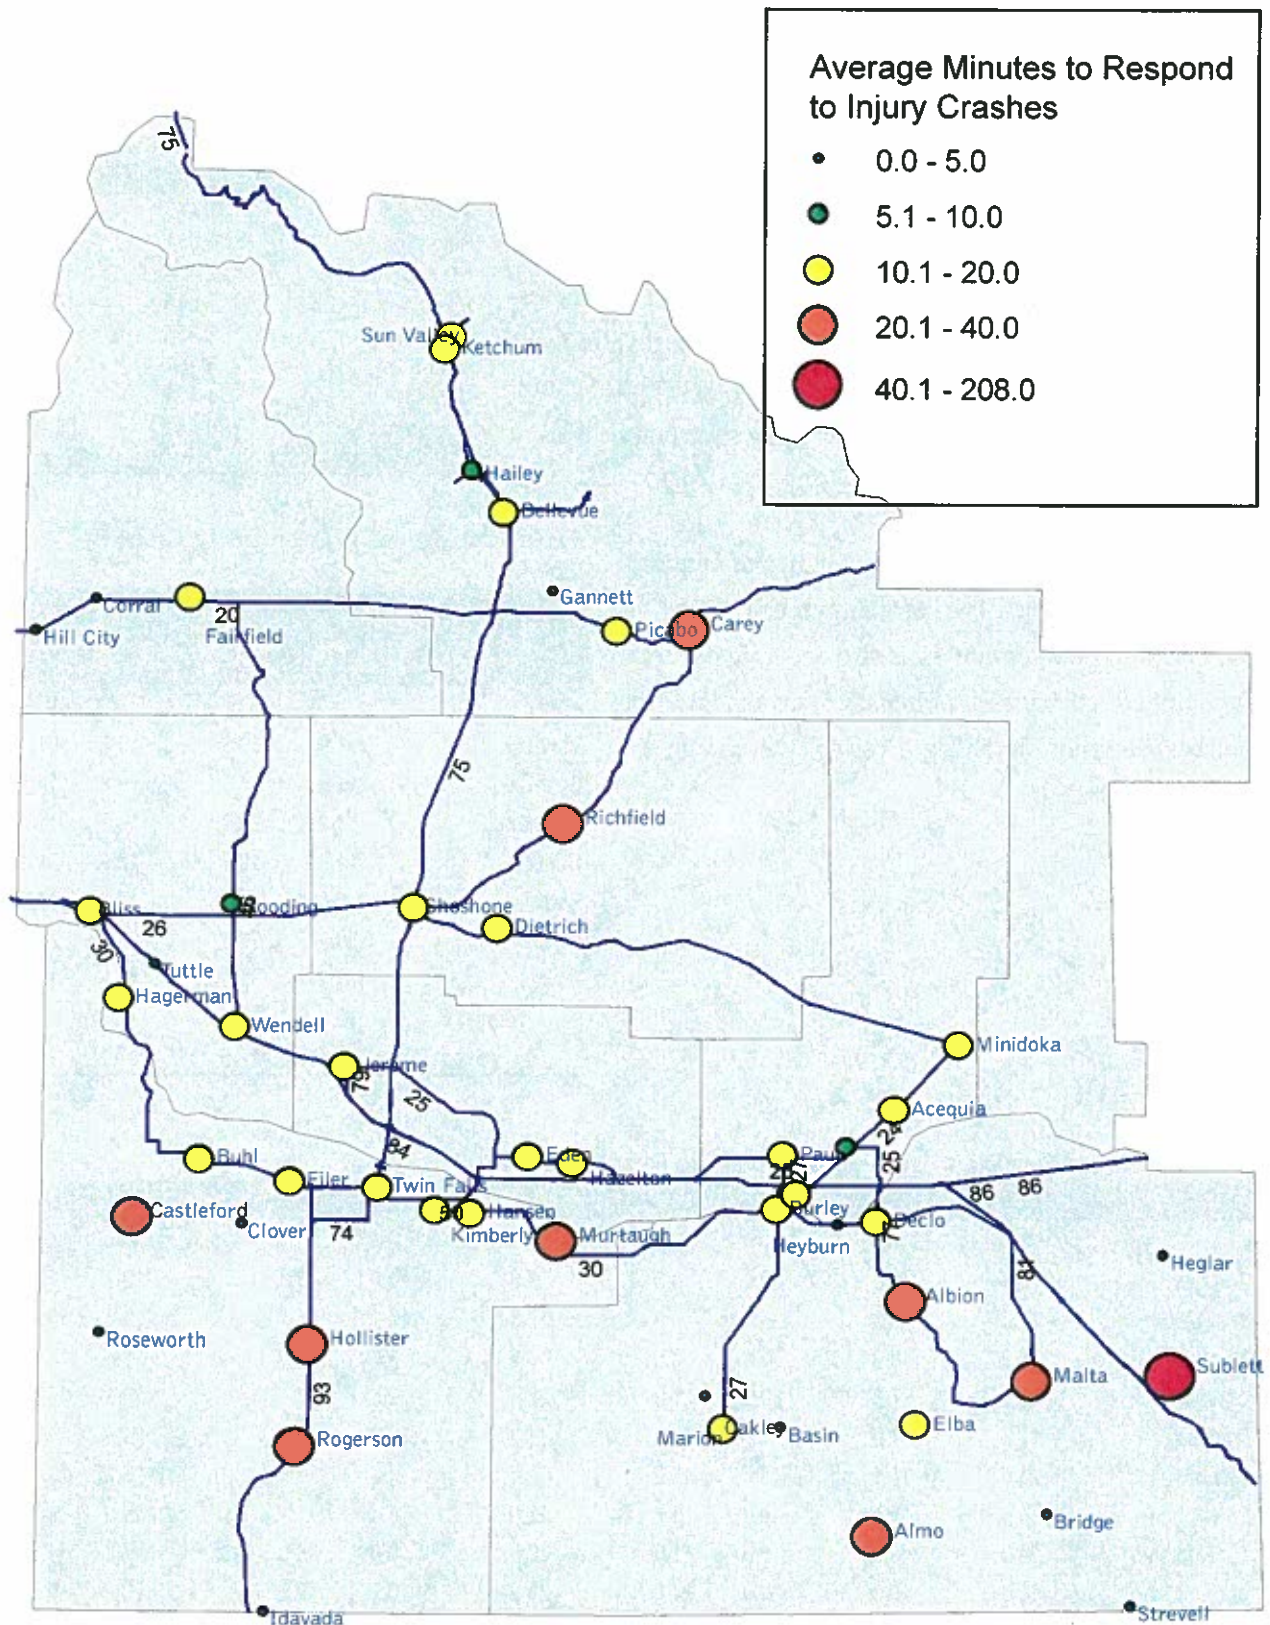 Average Minutes to Respond
to Injury Crashes
0.0 - 5.0
5.1 - 10.0
10.1 - 20.0
20.1 - 40.0
40.1 - 208.0
75
Sun Valley
Ketchum
Hailey
Bellevue
Gannett
Corral
20
Hill City
Fairfield
Picabo
Carey
75
Richfield
Bliss
Gooding
Shoshone
26
Dietrich
30
Tuttle
Hagerman
Wendell
Jerome
79
25
Minidoka
Acequia
24
84
Buhl
Eden
Paul
25
27
Filer
Hazelton
Twin Falls
86
86
Castleford
Clover
74
50
Hansen
Kimberly
Murtaugh
Burley
Heyburn
Declo
77
30
81
Heglar
Albion
Roseworth
Hollister
93
27
Malta
Sublett
Rogerson
Marion
Oakley
Basin
Elba
Almo
Bridge
Idavada
Strevell